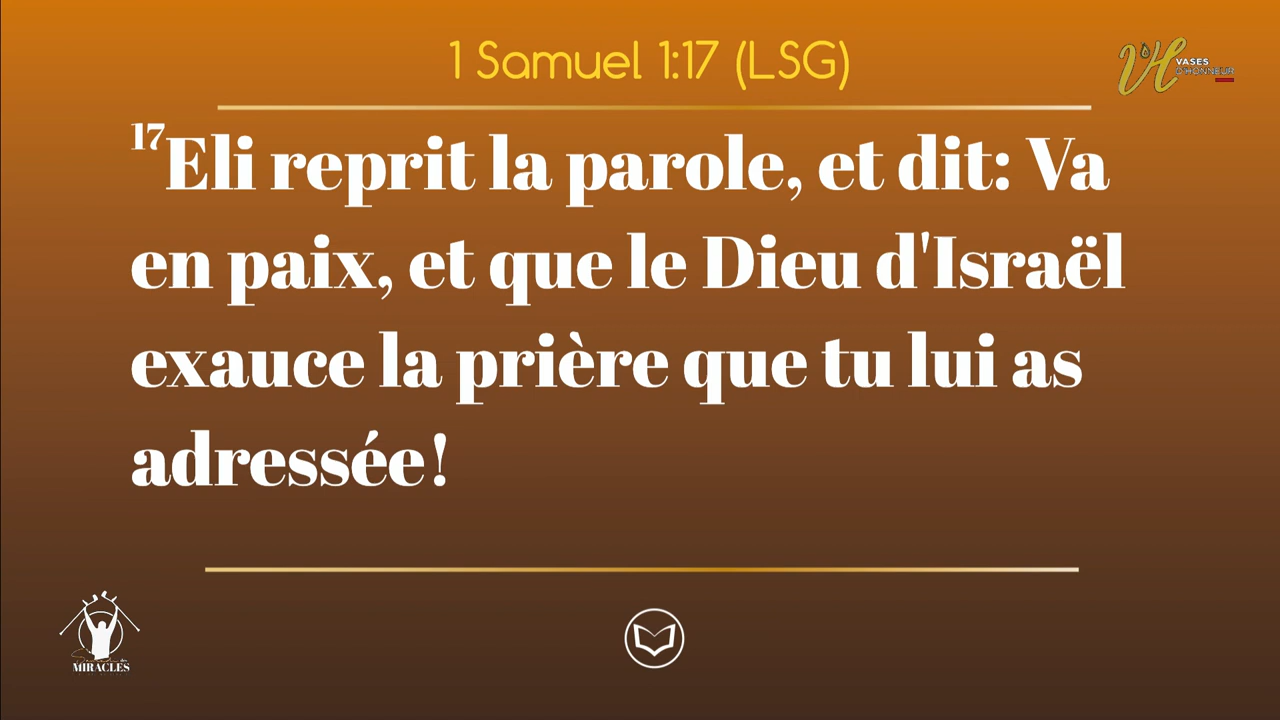 1 Samuel 1:17 (LSG)
VH VASES
D'HONNEUR
17Eli reprit la parole, et dit: Va
en paix, et que le Dieu d'Israël
exauce la prière que tu lui as
adressée!
MIRACLES